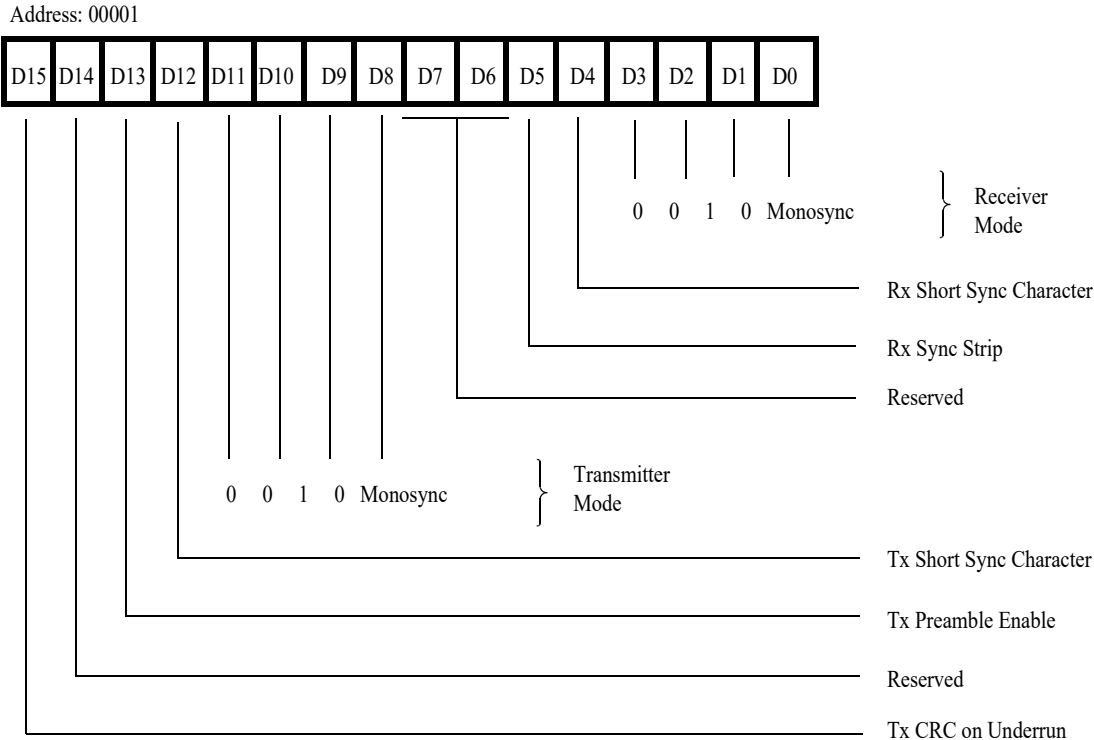 Address: 00001
D15 D14 D13 D12 D11 D10 D9 D8 D7 D6 D5 D4 D3 D2 D1 D0
0 0 1 0 Monosync
Receiver
Mode
Rx Short Sync Character
Rx Sync Strip
Reserved
0 0 1 0 Monosync
Transmitter
Mode
Tx Short Sync Character
Tx Preamble Enable
Reserved
Tx CRC on Underrun